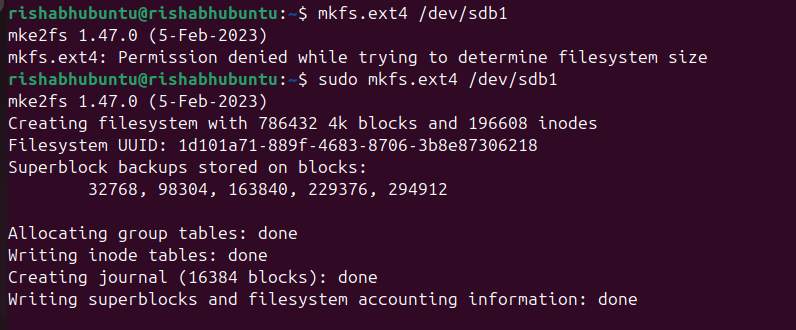 rishabhubuntu@rishabhubuntu:~$ mkfs.ext4 /dev/sdb1
mke2fs 1.47.0 (5-Feb-2023)
mkfs.ext4: Permission denied while trying to determine filesystem size
rishabhubuntu@rishabhubuntu:~$ sudo mkfs.ext4 /dev/sdb1
mke2fs 1.47.0 (5-Feb-2023)
Creating filesystem with 786432 4k blocks and 196608 inodes
Filesystem UUID: 1d101a71-889f-4683-8706-3b8e87306218
Superblock backups stored on blocks:
        32768, 98304, 163840, 229376, 294912

Allocating group tables: done
Writing inode tables: done
Creating journal (16384 blocks): done
Writing superblocks and filesystem accounting information: done